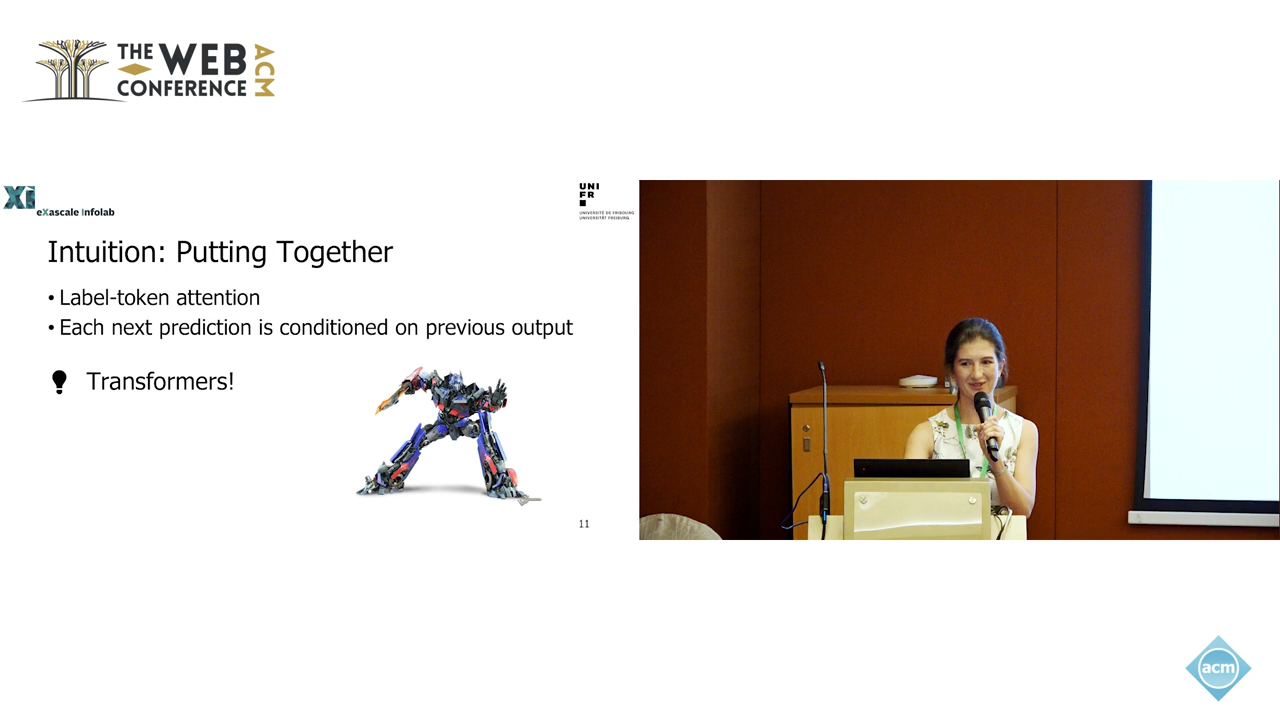 THE WEB
CONFERENCE
ACM
Xi
eXascale Infolab
UNI
FR
UNIVERSITÉ DE FRIBOURG
UNIVERSITÄT FREIBURG
Intuition: Putting Together
• Label-token attention
• Each next prediction is conditioned on previous output
Transformers!
11
acm